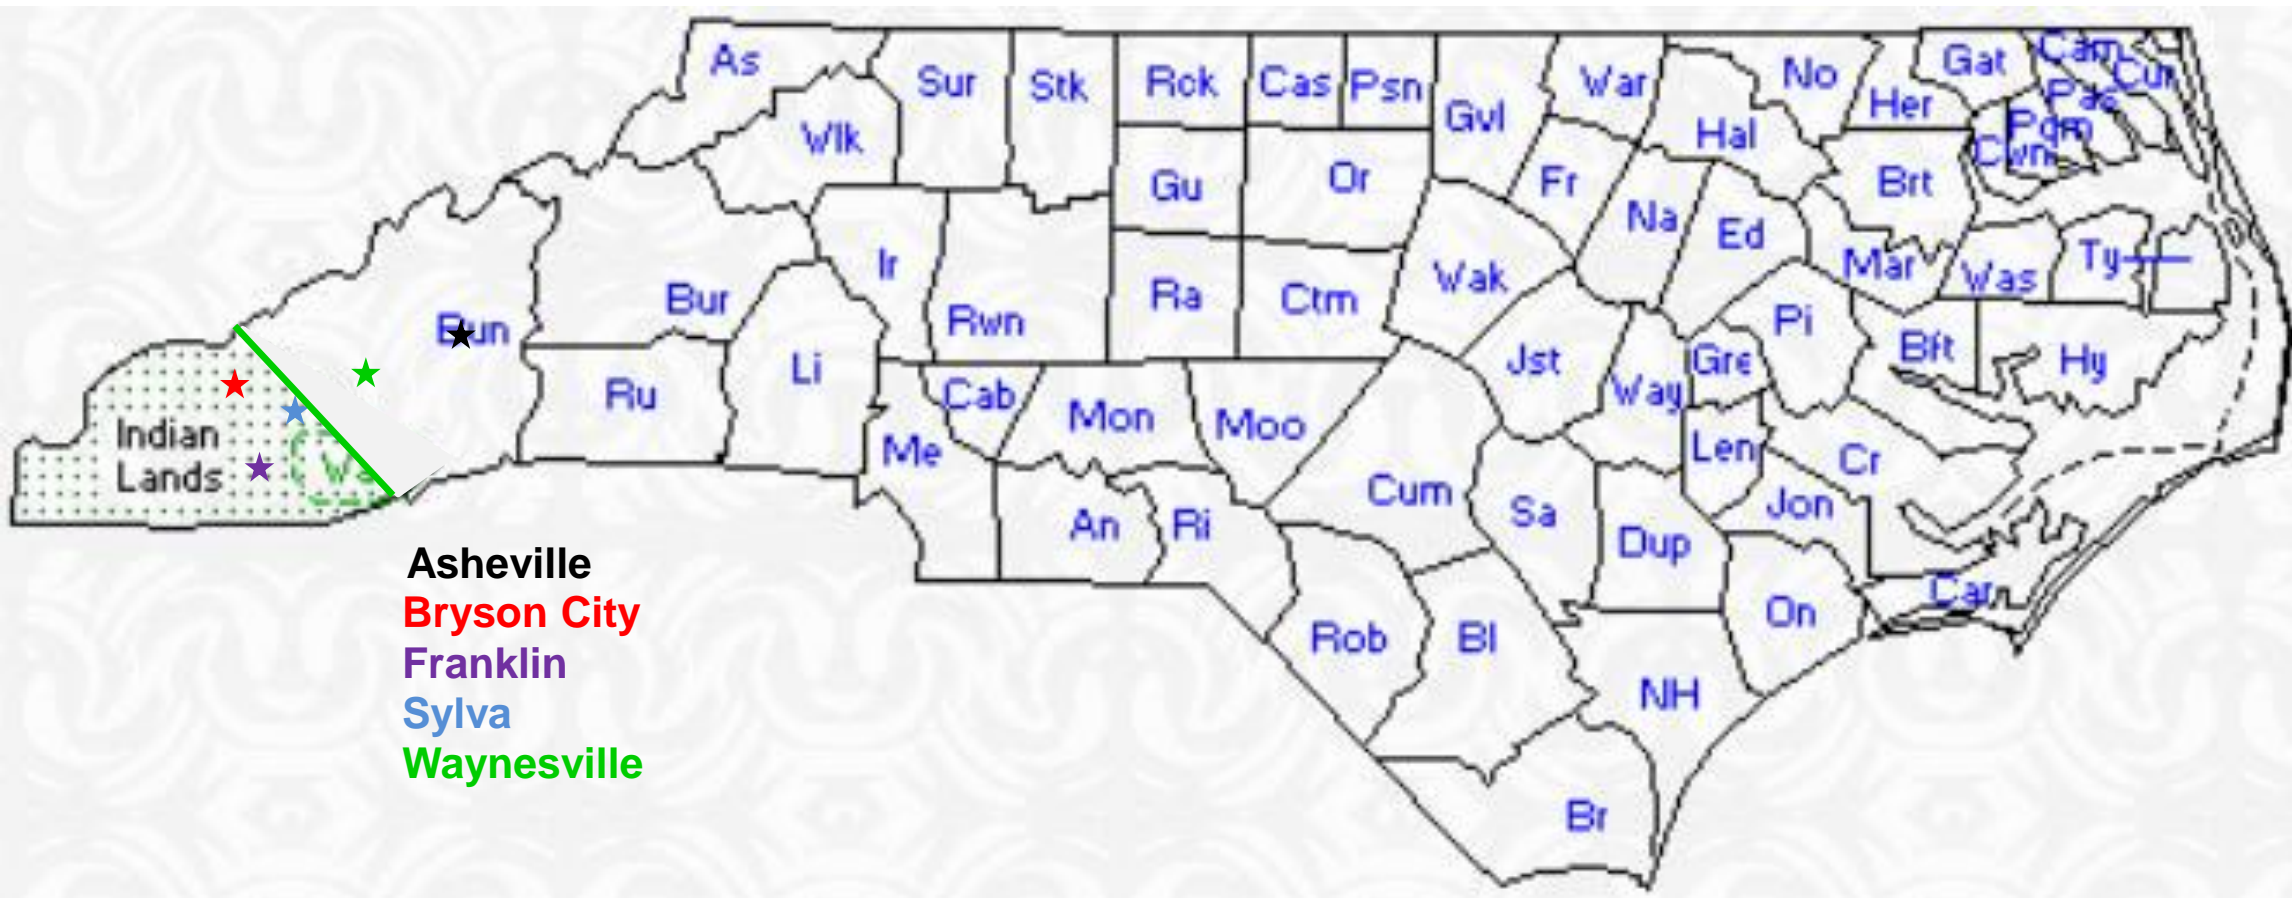 As
Sur
Stk
Rck
Cas
Psn
Gvl
War
No
Gat
Cam
Cur
Her
Pas
Hal
Pqm
Cwn
Wlk
Gu
Or
Fr
Brt
Na
Ed
Ir
Wak
Mar
Was
Ty
Bur
Rwn
Ra
Ctm
Bun
Pi
Jst
Gre
Bft
Hy
Ru
Li
Cab
Mon
Moo
Way
Indian
Lands
Me
Len
Cr
Cum
An
Ri
Sa
Dup
Jon
On
Car
Rob
Bl
NH
Br
Asheville
Bryson City
Franklin
Sylva
Waynesville